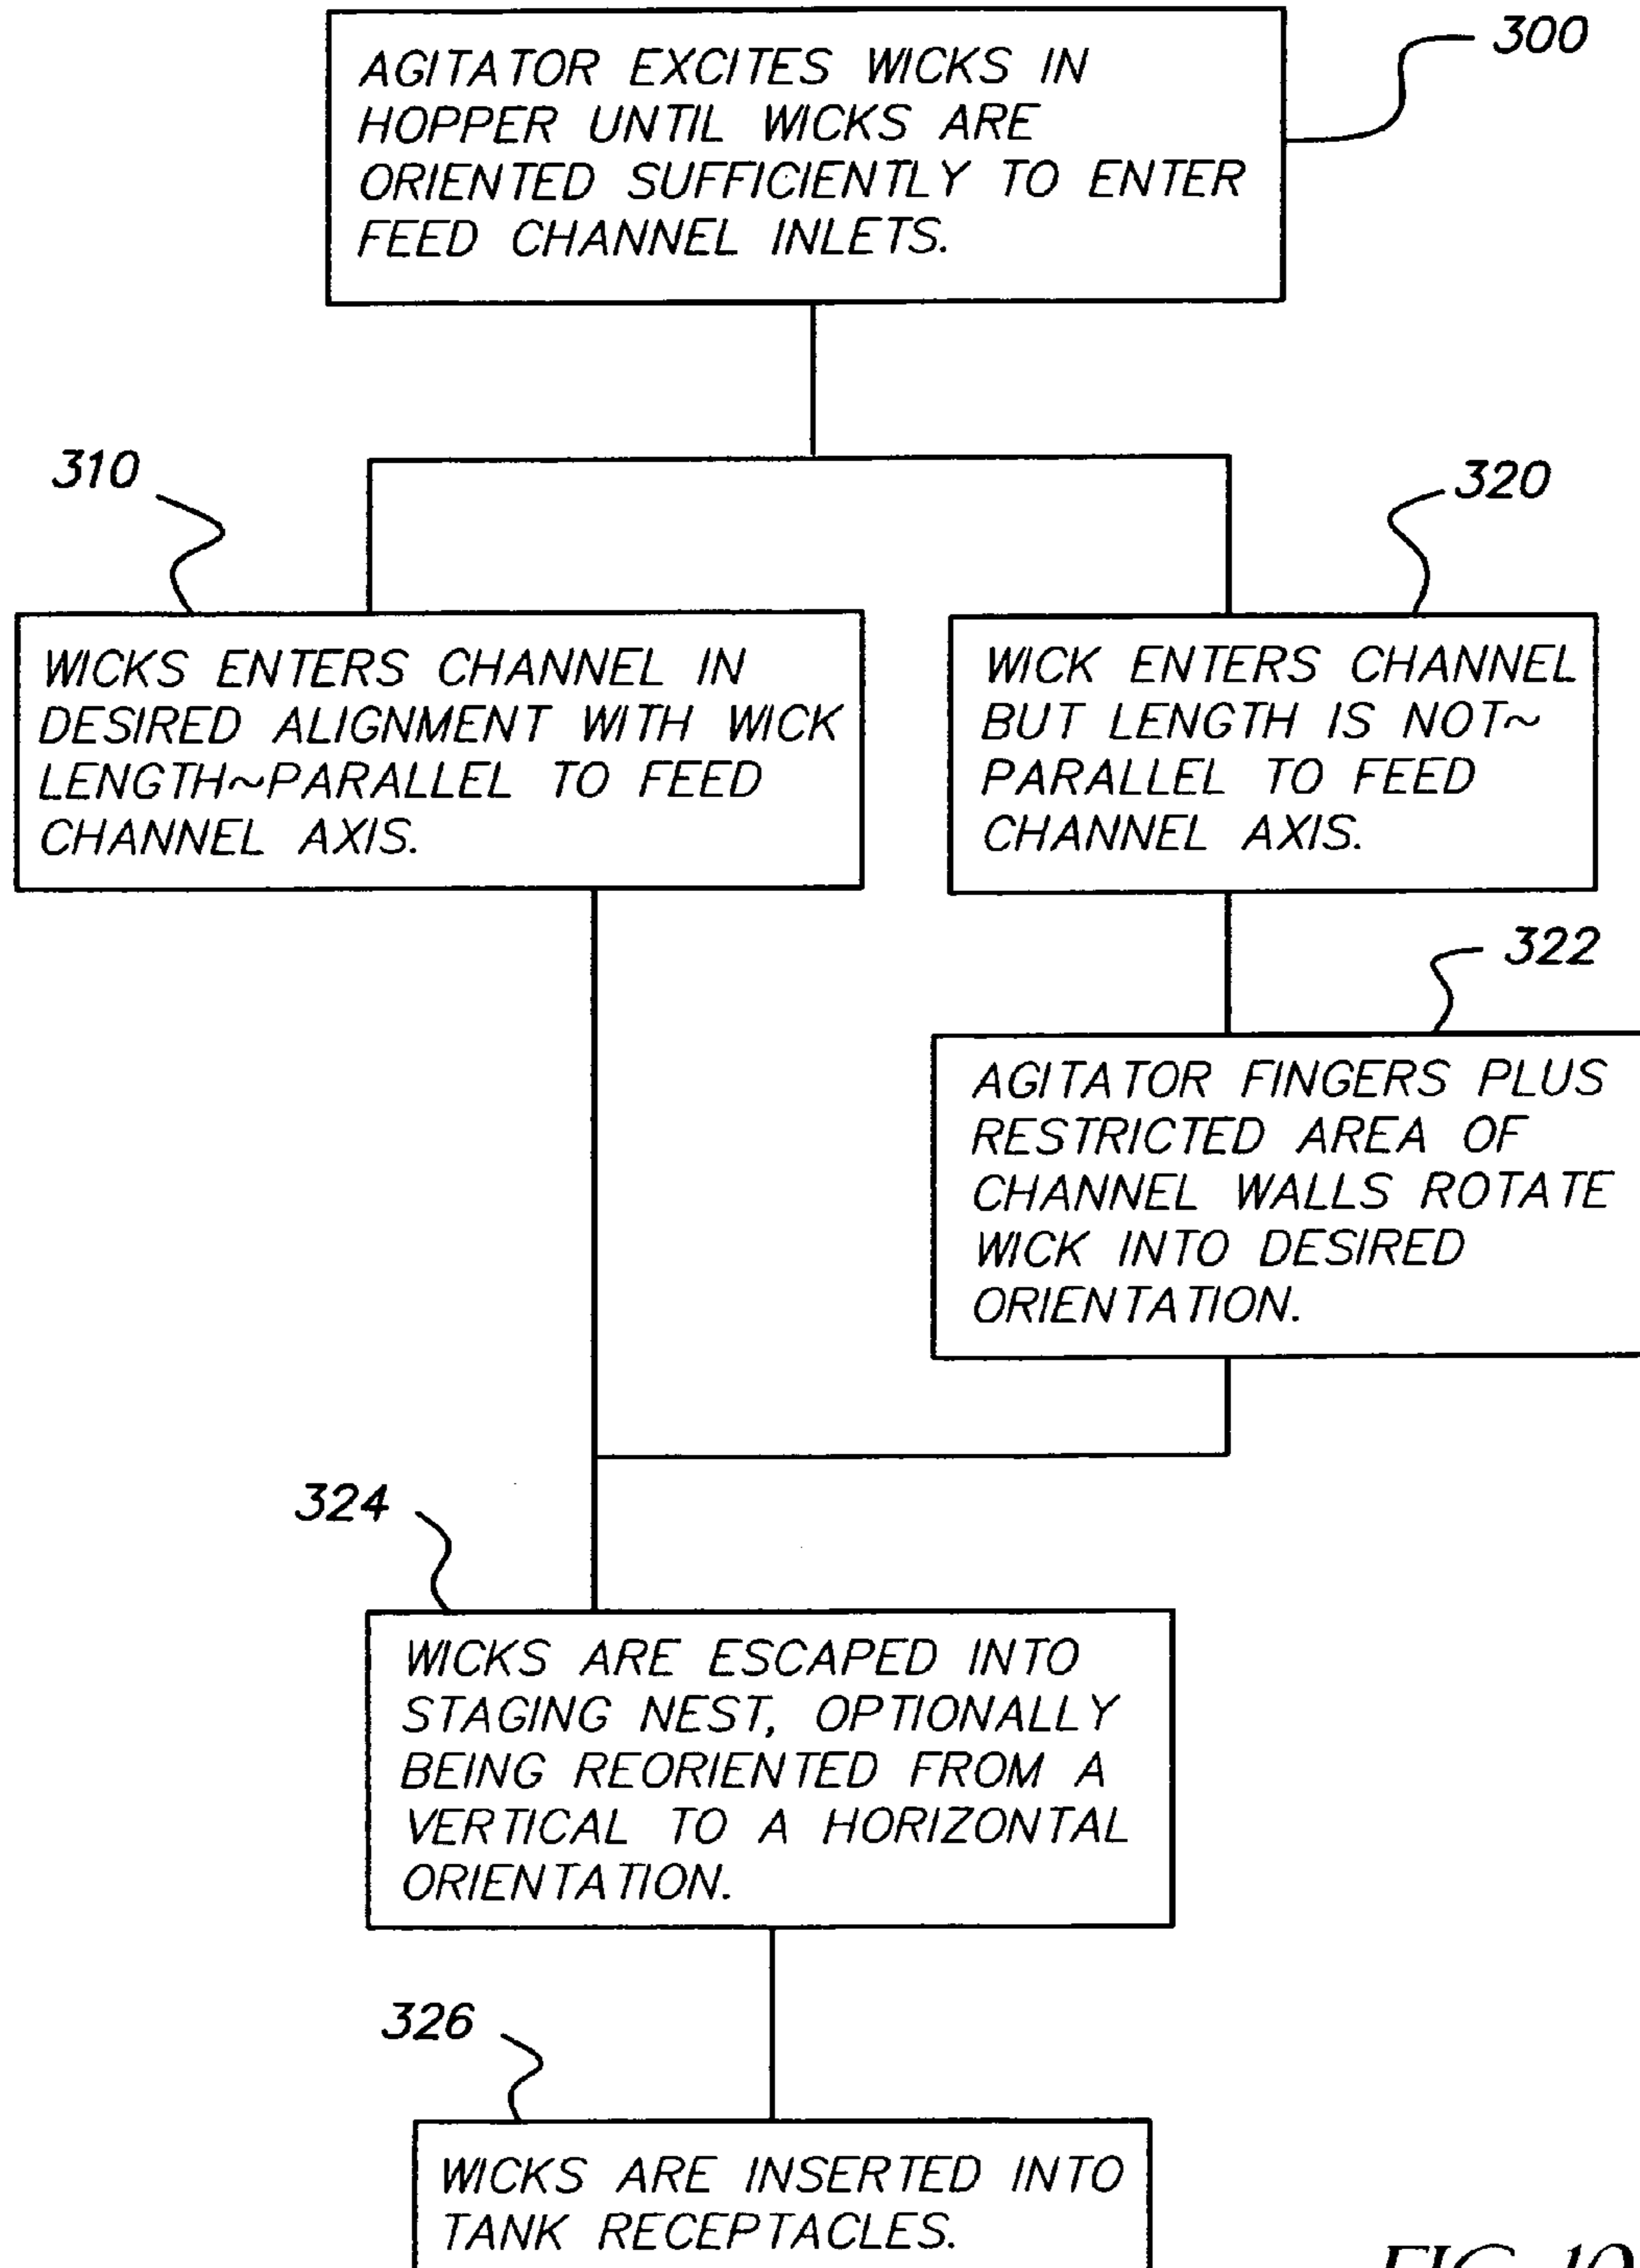 300
AGITATOR EXCITES WICKS IN
HOPPER UNTIL WICKS ARE
ORIENTED SUFFICIENTLY TO ENTER
FEED CHANNEL INLETS.
310
320
WICKS ENTERS CHANNEL IN
DESIRED ALIGNMENT WITH WICK
LENGTH~PARALLEL TO FEED
CHANNEL AXIS.
WICK ENTERS CHANNEL
BUT LENGTH IS NOT~
PARALLEL TO FEED
CHANNEL AXIS.
322
AGITATOR FINGERS PLUS
RESTRICTED AREA OF
CHANNEL WALLS ROTATE
WICK INTO DESIRED
ORIENTATION.
324
WICKS ARE ESCAPED INTO
STAGING NEST, OPTIONALLY
BEING REORIENTED FROM A
VERTICAL TO A HORIZONTAL
ORIENTATION.
326
WICKS ARE INSERTED INTO
TANK RECEPTACLES.
FIG. 10